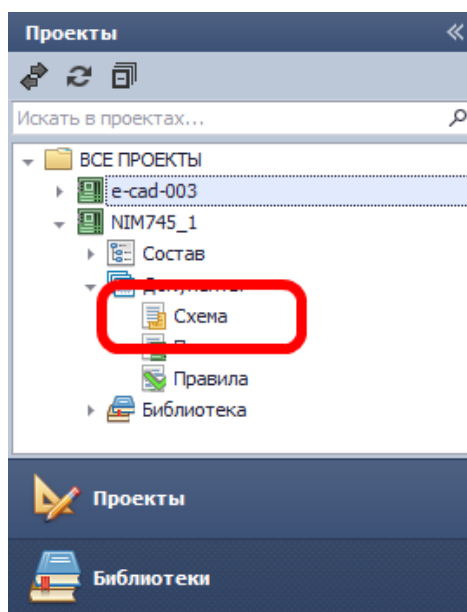 Проекты
Искать в проектах...
ВСЕ ПРОЕКТЫ
e-cad-003
NIM745_1
Состав
Схема
Правила
Библиотека
Проекты
Библиотеки